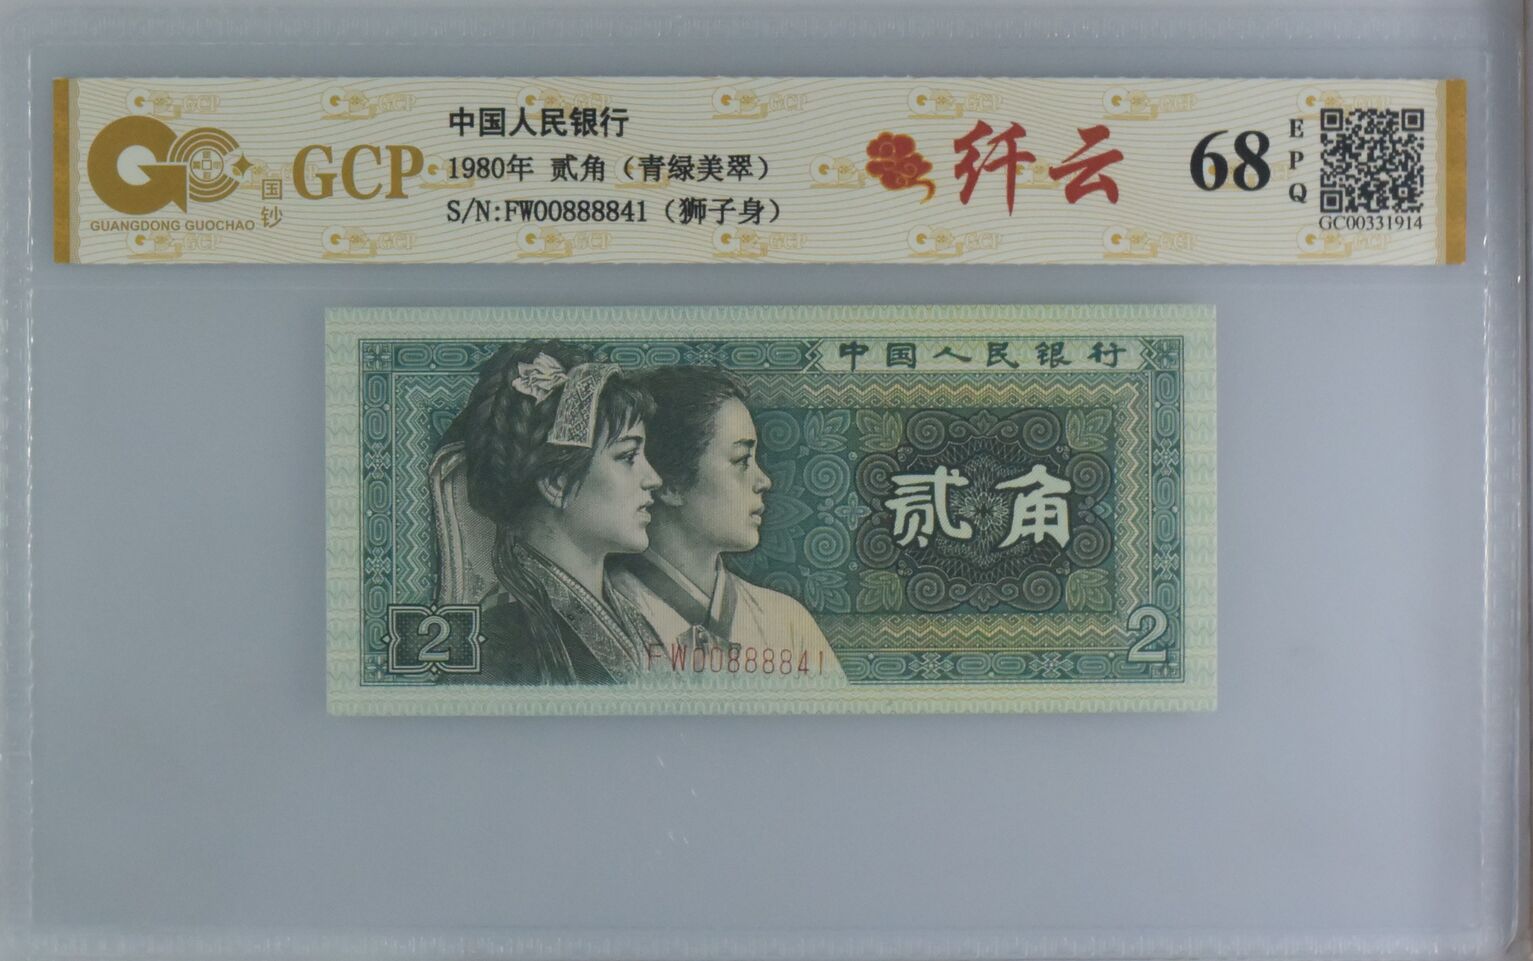 GCP
国钞
GUANGDONG GUOCHAO
中国人民银行
1980年 贰角（青绿美翠）
S/N:FW00888841（狮子身）
纤云
68
EPQ
GC00331914
中国人民银行
贰角
2
2
FW00888841